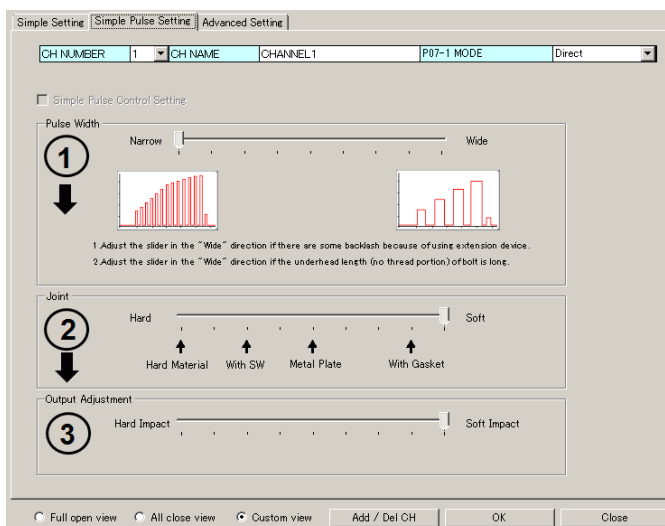 Simple Setting Simple Pulse Setting Advanced Setting
CH NUMBER 1 CH NAME CHANNEL1 P07-1 MODE Direct
Simple Pulse Control Setting
Pulse Width
1
Narrow Wide
1.Adjust the slider in the "Wide" direction if there are some backlash because of using extension device.
2.Adjust the slider in the "Wide" direction if the underhead length (no thread portion) of bolt is long.
Joint
2
Hard Soft
Hard Material With SW Metal Plate With Gasket
Output Adjustment
3
Hard Impact Soft Impact
Full open view All close view Custom view Add / Del CH OK Close